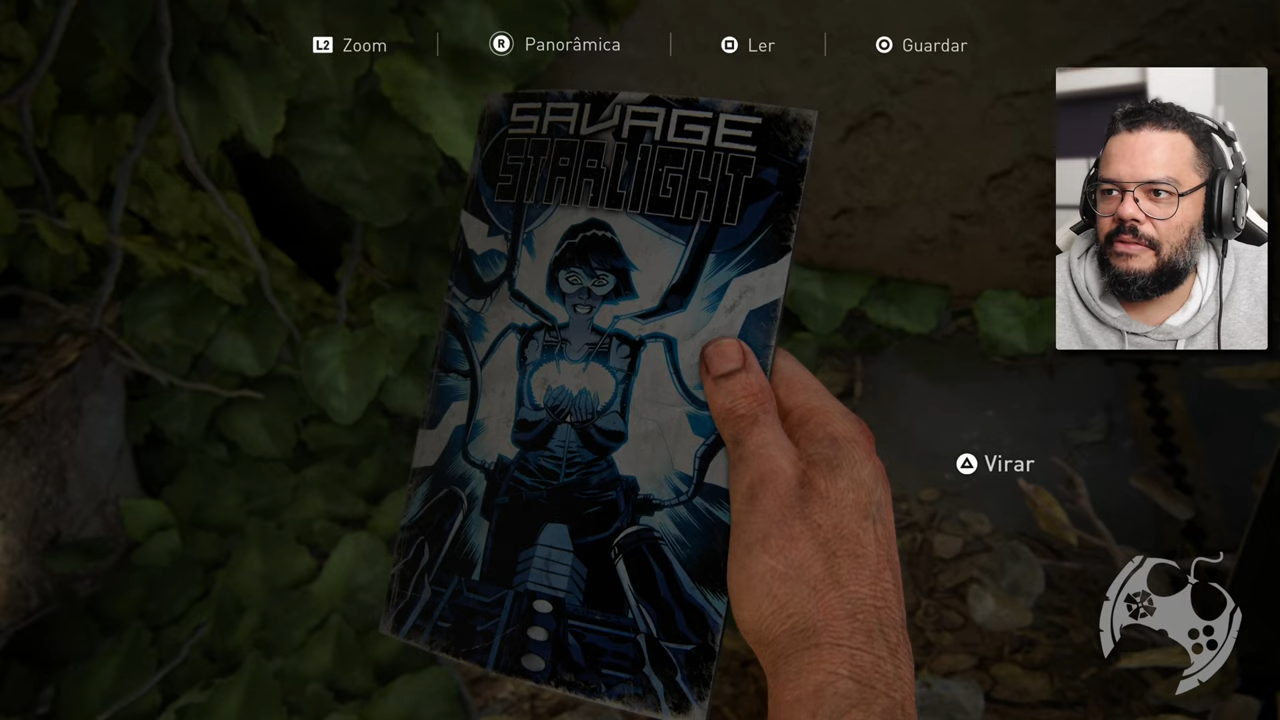 L2 Zoom
R Panorâmica
Ler
Guardar
SAVAGE
STARLIGHT
Virar